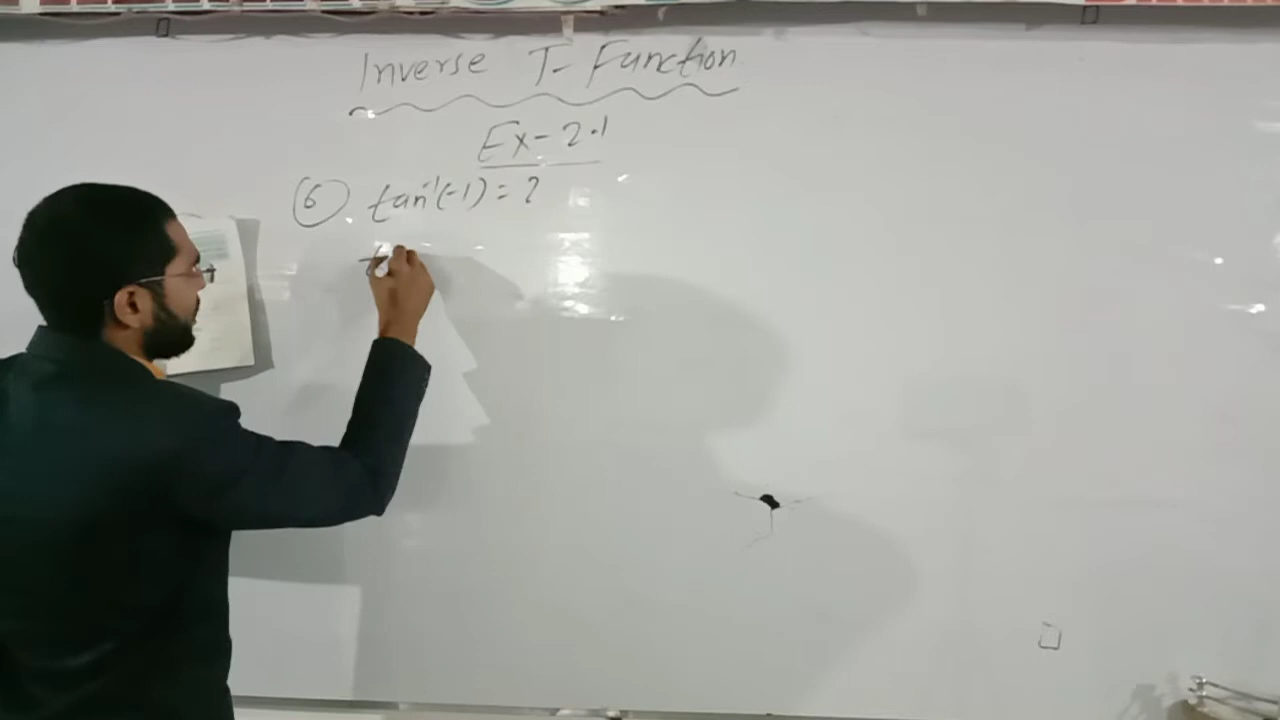 Inverse T- Function
Ex-2.1
(6) tan⁻¹(-1) = ?
t